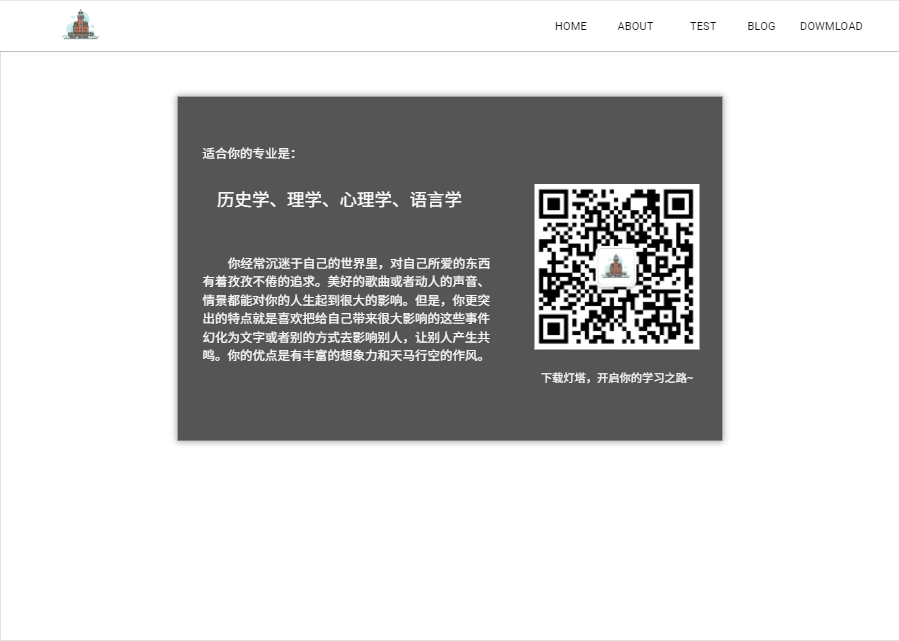 HOME ABOUT TEST BLOG DOWMLOAD
适合你的专业是：
历史学、理学、心理学、语言学
你经常沉迷于自己的世界里，对自己所爱的东西
有着孜孜不倦的追求。美好的歌曲或者动人的声音、
情景都能对你的人生起到很大的影响。但是，你更突
出的特点就是喜欢把给自己带来很大影响的这些事件
幻化为文字或者别的方式去影响别人，让别人产生共
鸣。你的优点是有丰富的想象力和天马行空的作风。
下载灯塔，开启你的学习之路~